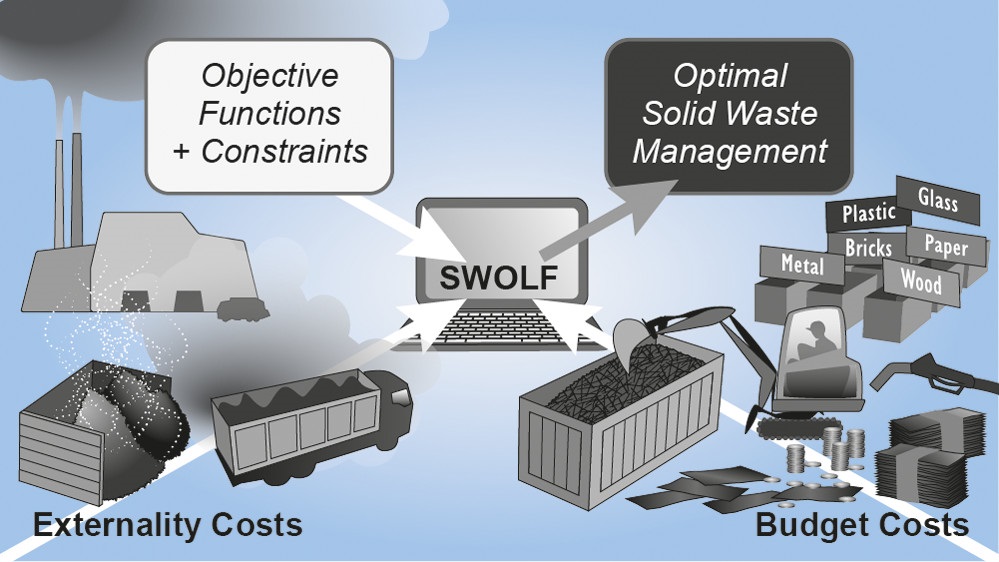 Objective
Functions
+ Constraints
Optimal
Solid Waste
Management
Glass
Plastic
Bricks
Paper
Metal
Wood
SWOLF
Externality Costs
Budget Costs